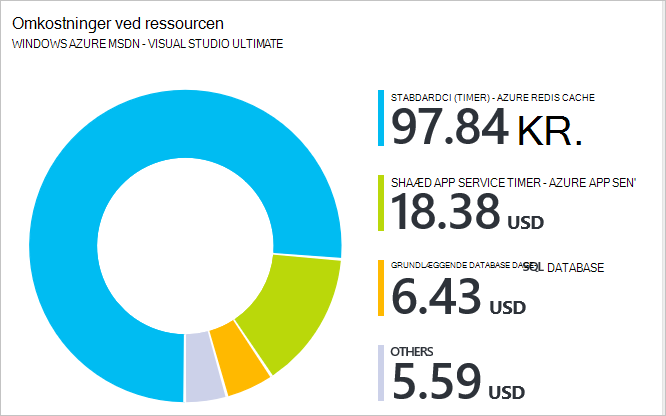 Omkostninger ved ressourcen
WINDOWS AZURE MSDN - VISUAL STUDIO ULTIMATE
STABDARDCI (TIMER) - AZURE REDIS CACHE
97.84 KR.
SHAÆD APP SERVICE TIMER - AZURE APP SEN'
18.38 USD
GRUNDLÆGGENDE DATABASE SQL DATABASE
6.43 USD
OTHERS
5.59 USD